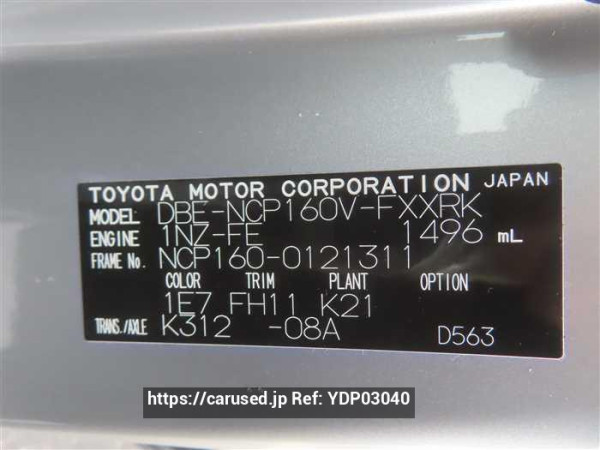 TOYOTA MOTOR CORPORATION JAPAN
MODEL DBE-NCP160V-FXXRK
ENGINE 1NZ-FE 1496 mL
FRAME No. NCP160-0121311
COLOR TRIM PLANT OPTION
1E7 FH11 K21
TRANS./AXLE K312 -08A D563
https://carused.jp Ref: YDP03040